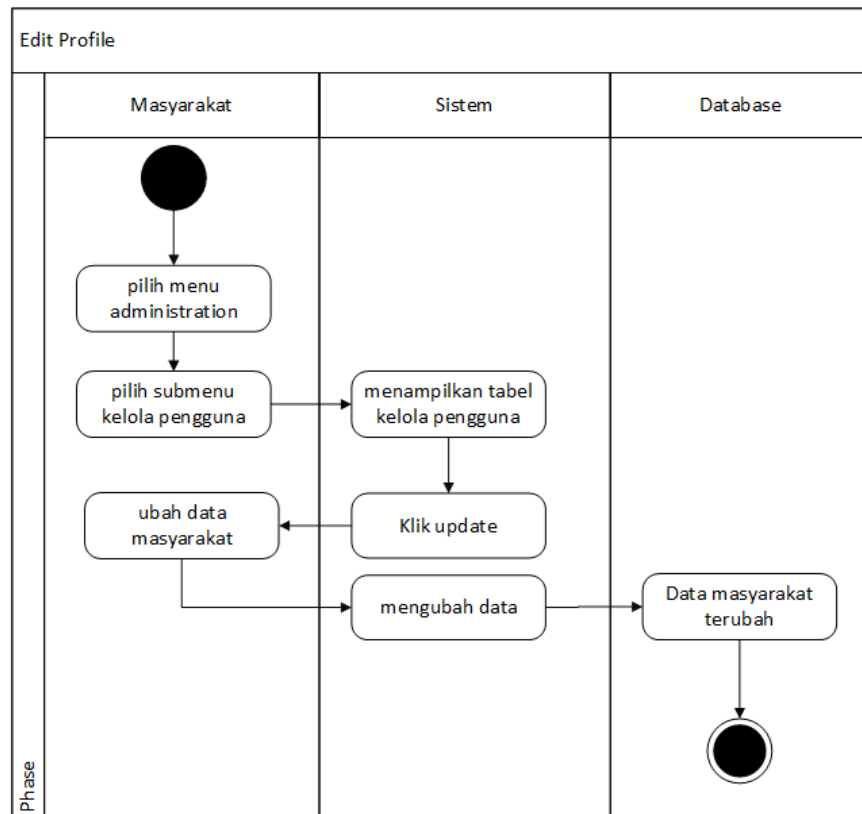 Edit Profile
Masyarakat
Sistem
Database
pilih menu
administration
pilih submenu
kelola pengguna
menampilkan tabel
kelola pengguna
Klik update
ubah data
masyarakat
mengubah data
Data masyarakat
terubah
Phase